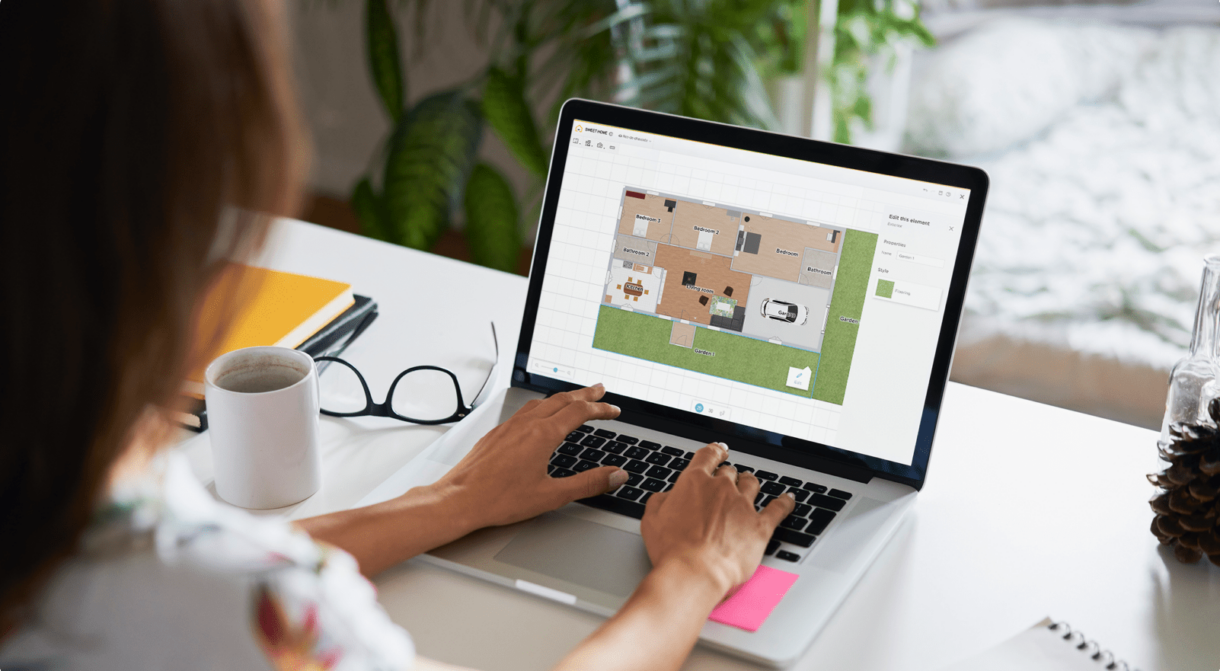 SWEET HOME
Edit this element
Properties
Name
Style
Bedroom 3
Bedroom 2
Bedroom
Bathroom 2
Bathroom
Kitchen
Living room
Garage
Garden
Garden 1